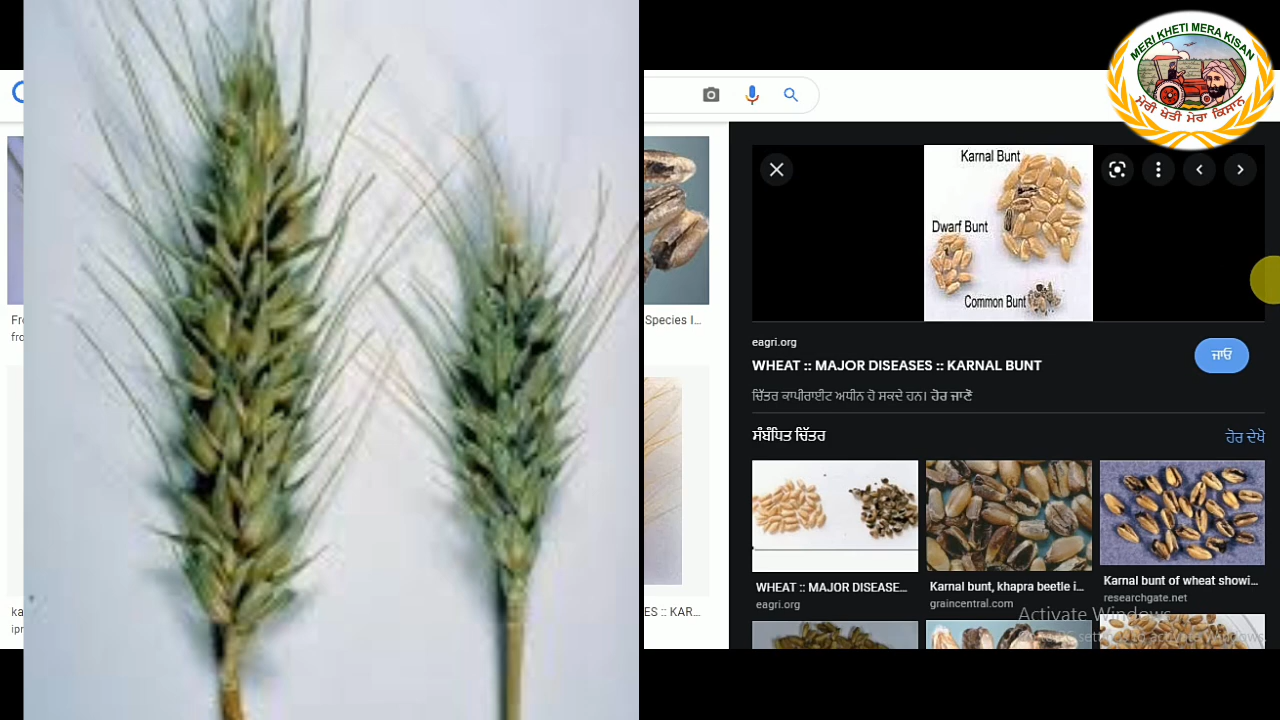 MERI KHETI MERA KISAN
ਮੇਰੀ ਖੇਤੀ ਮੇਰਾ ਕਿਸਾਨ
Karnal Bunt
Dwarf Bunt
Common Bunt
Species I...
eagri.org
WHEAT :: MAJOR DISEASES :: KARNAL BUNT
ਜਾਓ
ਚਿੱਤਰ ਕਾਪੀਰਾਈਟ ਅਧੀਨ ਹੋ ਸਕਦੇ ਹਨ। ਹੋਰ ਜਾਣੋ
ਸੰਬੰਧਿਤ ਚਿੱਤਰ
ਹੋਰ ਦੇਖੋ
WHEAT :: MAJOR DISEASE...
eagri.org
Karnal bunt, khapra beetle i...
graincentral.com
Karnal bunt of wheat showi...
researchgate.net
ES :: KAR...
Activate Windows